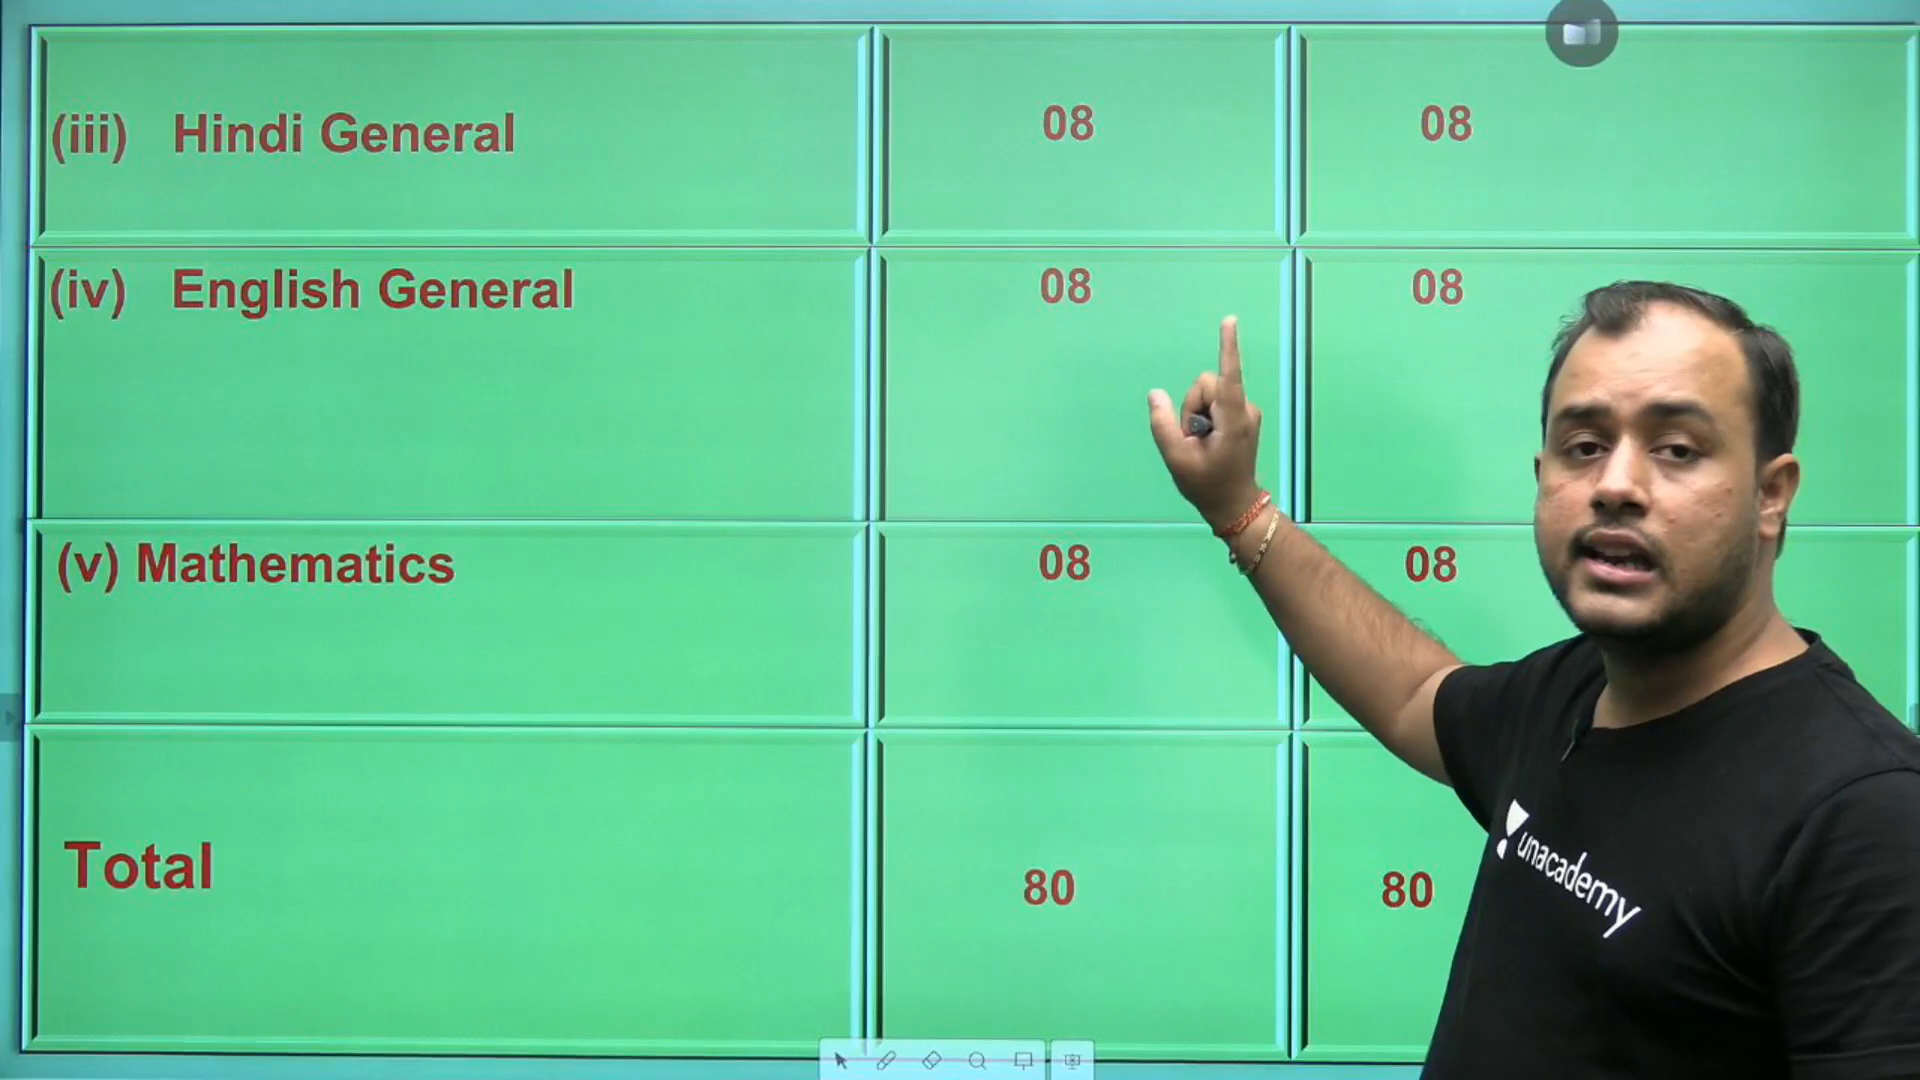 (iii) Hindi General 08 08
(iv) English General 08 08
(v) Mathematics 08 08
Total 80 80
unacademy